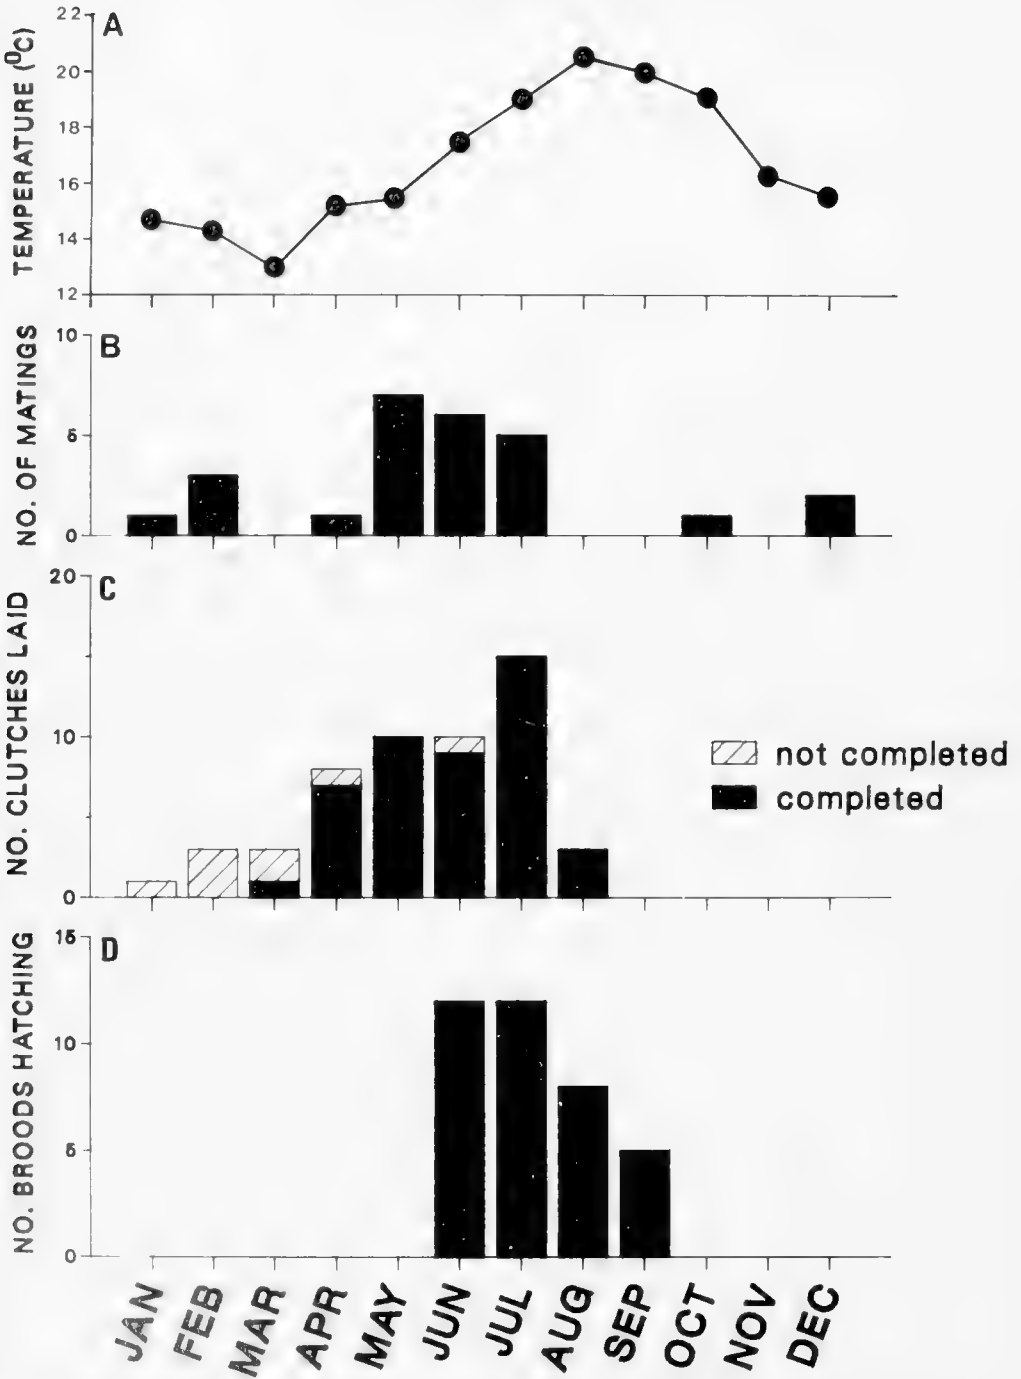 A
TEMPERATURE (⁰C)
22
20
18
16
14
12
B
NO. OF MATINGS
10
5
0
C
NO. CLUTCHES LAID
20
10
0
not completed
completed
D
NO. BROODS HATCHING
15
10
5
0
JAN FEB MAR APR MAY JUN JUL AUG SEP OCT NOV DEC